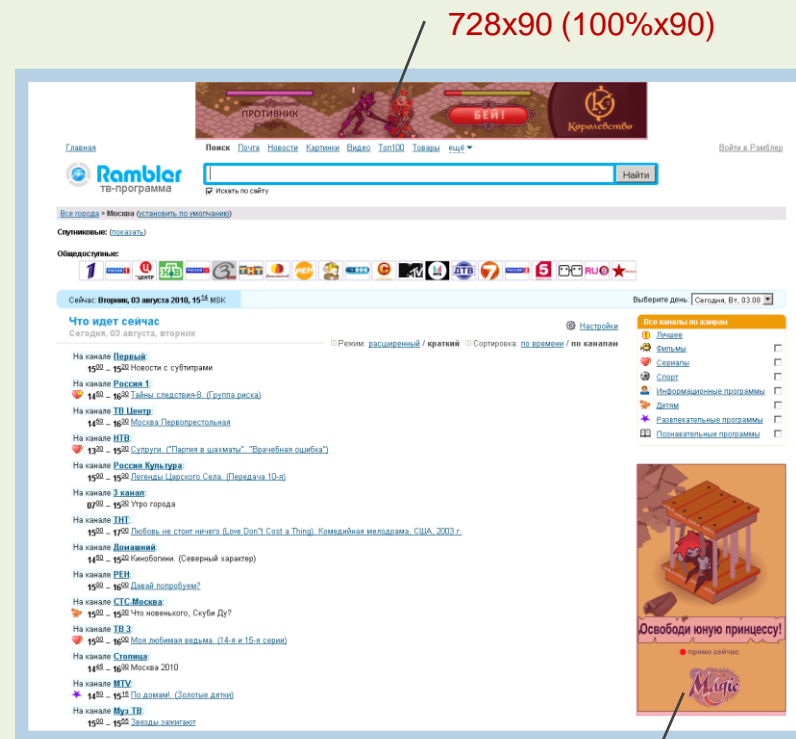 728x90 (100%x90)
ПРОТИВНИК
БЕЙ!
Королевство
Главная
Поиск Почта Новости Картинки Видео Топ100 Товары ещё
Войти в Рамблер
Rambler
тв-программа
Найти
Искать по сайту
Все города > Москва (установить по умолчанию)
Спутниковые: (показать)
Общедоступные:
Сейчас: Вторник, 03 августа 2010, 15 14 MSK
Выберите день: Сегодня, Вт, 03.08
Что идет сейчас
Настройки
Сегодня, 03 августа, вторник
Режим: расширенный / краткий Сортировка: по времени / по каналам
На канале Первый:
15 00 – 15 20 Новости с субтитрами
На канале Россия 1:
14 50 – 16 30 Тайны следствия-8. (Группа риска)
На канале ТВ Центр:
14 50 – 16 30 Москва Первопрестольная
На канале НТВ:
13 30 – 15 30 Супруги. ("Партия в шахматы". "Врачебная ошибка")
На канале Россия Культура:
15 00 – 15 30 Легенды Царского Села. (Передача 10-я)
На канале 3 канал:
07 00 – 15 30 Утро города
На канале ТНТ:
15 00 – 17 00 Любовь не стоит ничего (Love Don"t Cost a Thing). Комедийная мелодрама. США, 2003 г.
На канале Домашний:
14 50 – 15 20 Кинобогини. (Северный характер)
На канале РЕН:
15 00 – 16 00 Давай попробуем?
На канале СТС-Москва:
15 00 – 15 30 Что новенького, Скуби Ду?
На канале ТВ 3:
15 00 – 16 00 Моя любимая ведьма. (14-я и 15-я серии)
На канале Столица:
14 45 – 16 30 Москва 2010
На канале MTV:
14 50 – 15 15 По домам!. (Золотые детки)
На канале Муз ТВ:
15 00 – 15 55 Звезды зажигают
Все каналы по жанрам
Лучшее
Фильмы
Сериалы
Спорт
Информационные программы
Детям
Развлекательные программы
Познавательные программы
Освободи юную принцессу!
прямо сейчас
Magic